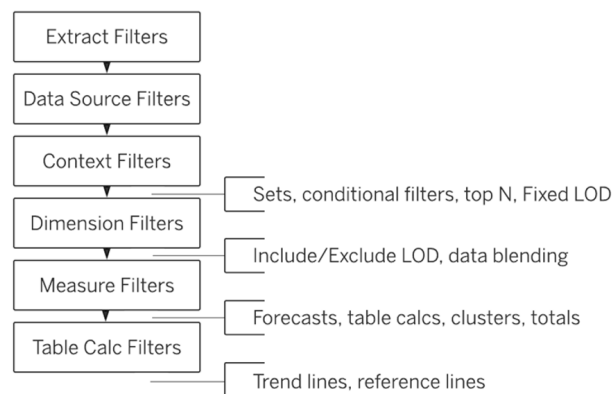 Extract Filters
Data Source Filters
Context Filters
Sets, conditional filters, top N, Fixed LOD
Dimension Filters
Include/Exclude LOD, data blending
Measure Filters
Forecasts, table calcs, clusters, totals
Table Calc Filters
Trend lines, reference lines